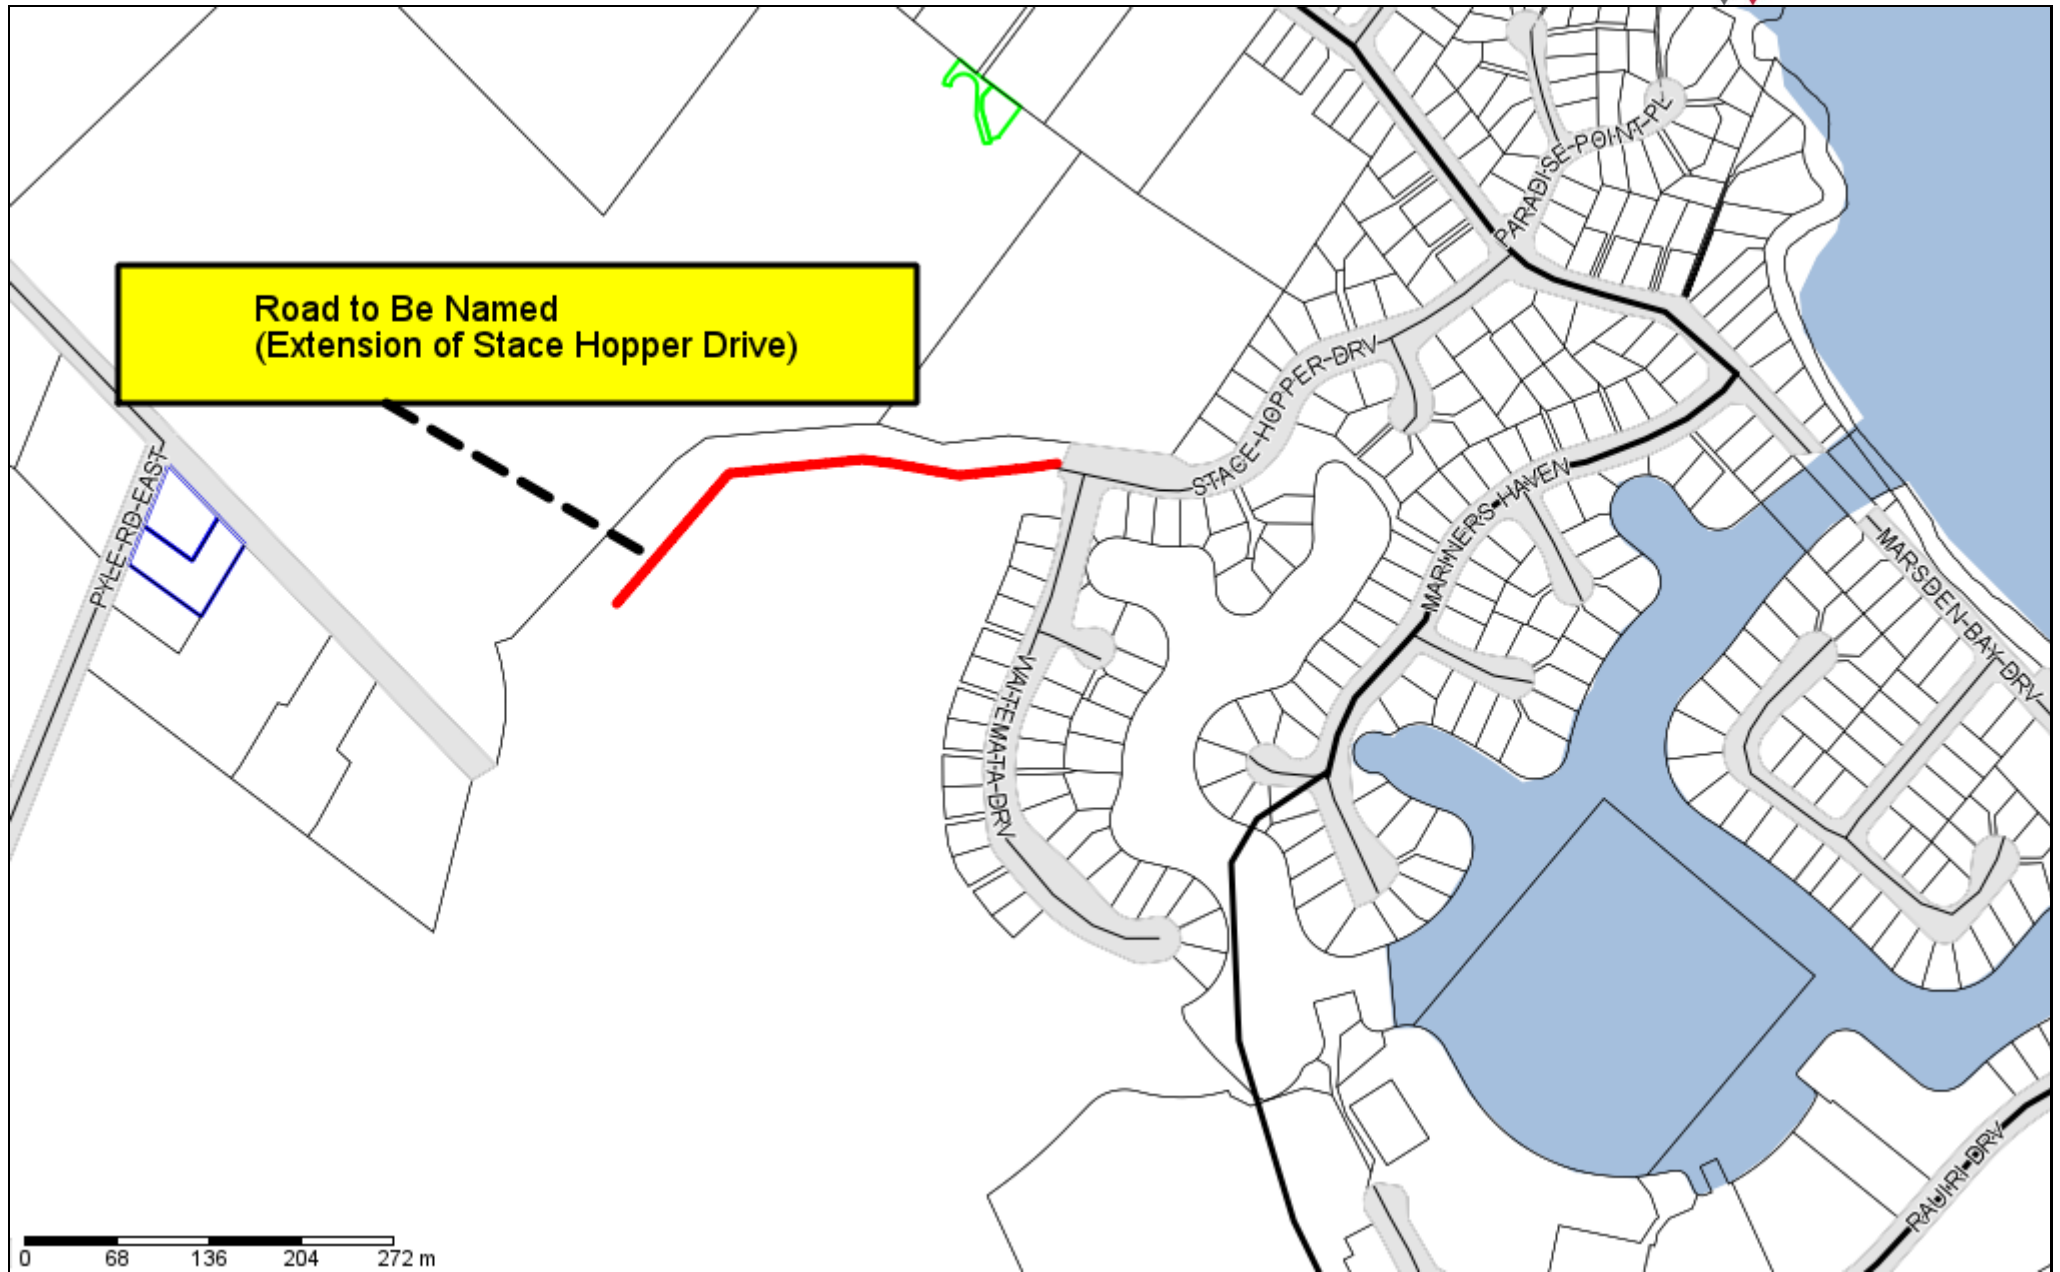 PARADISE-POINT-PL
Road to Be Named
(Extension of Stace Hopper Drive)
STACE-HOPPER-DRV
PYLE-RD-EAST
MARINERS-HAVEN
MARSDEN-BAY-DRV
WAITEMATA-DRV
RAUIRI-DRV
0 68 136 204 272 m